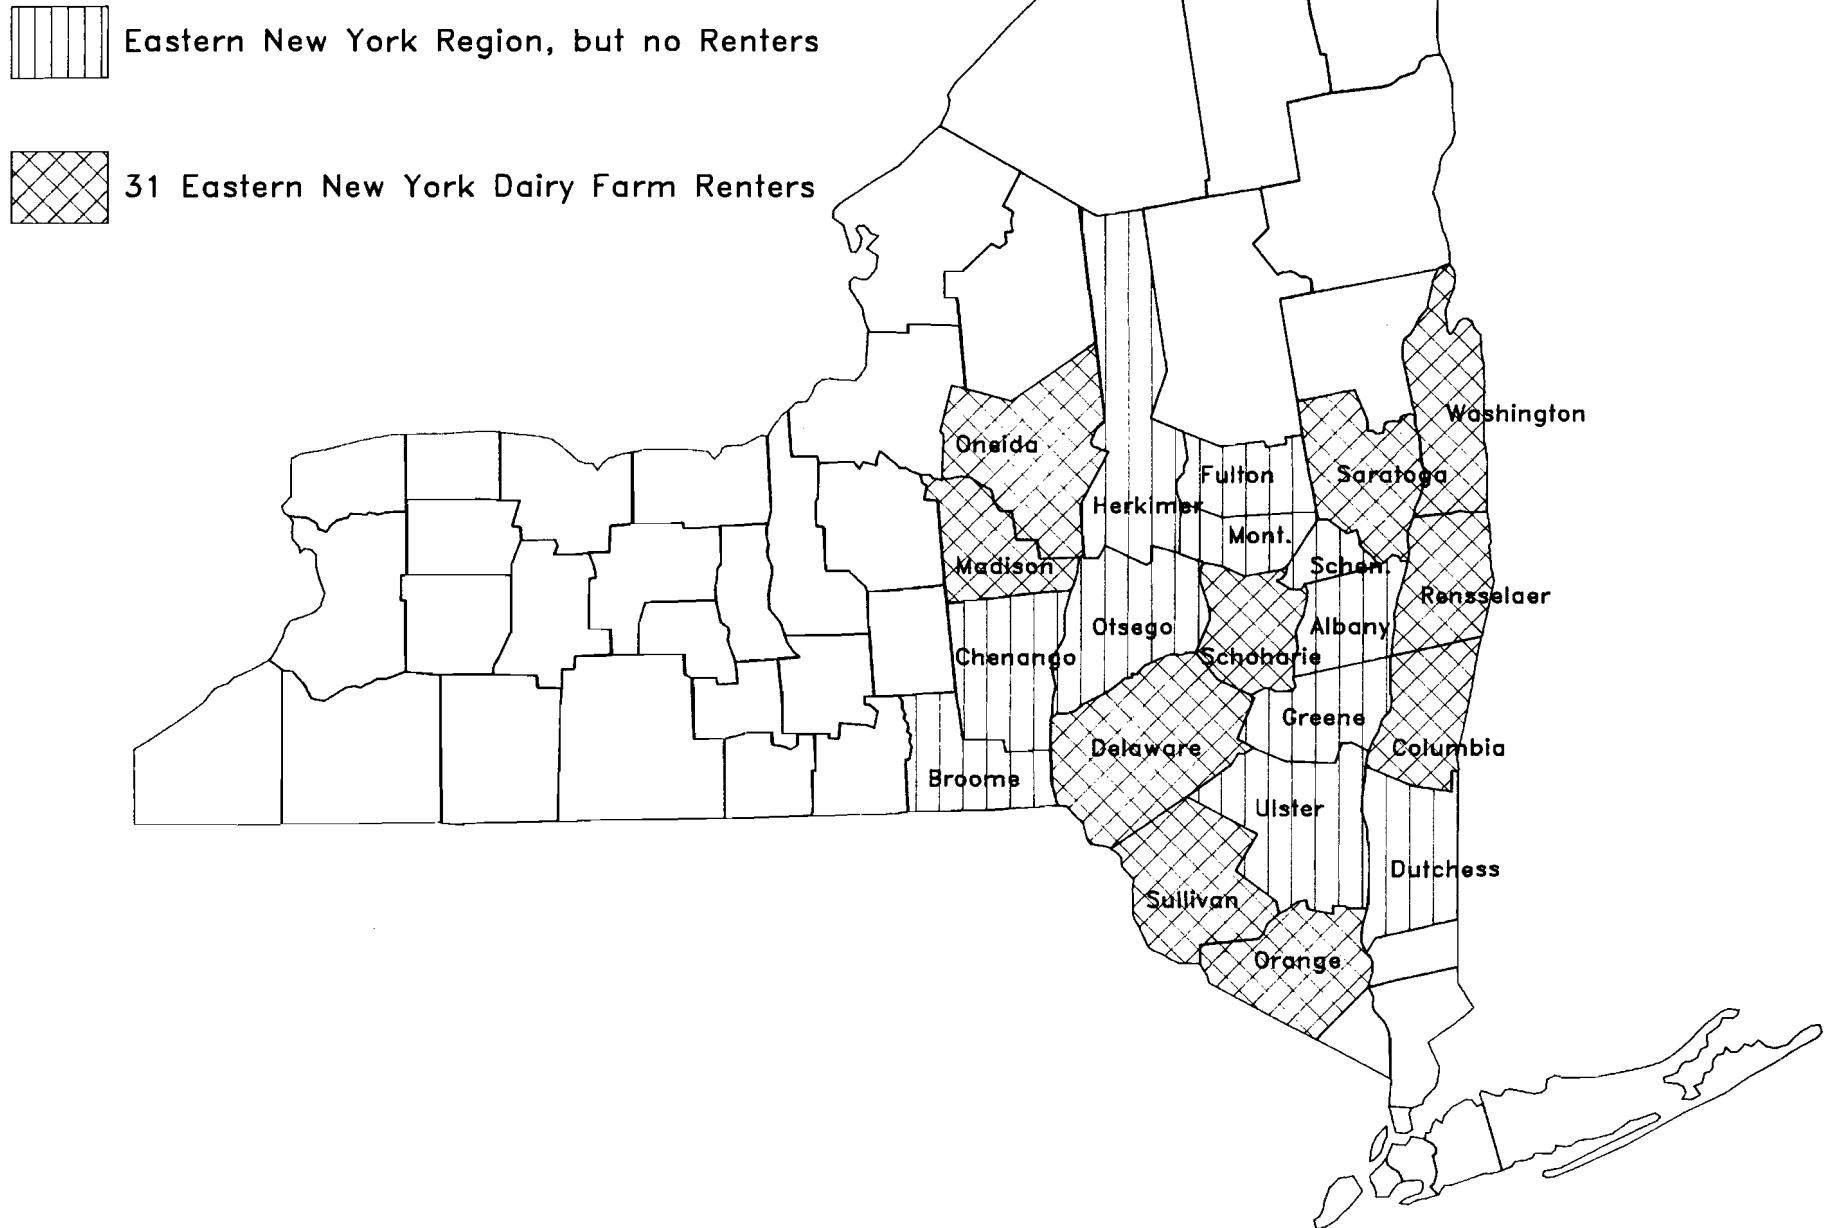 Eastern New York Region, but no Renters
31 Eastern New York Dairy Farm Renters
Washington
Oneida
Fulton
Saratoga
Herkimer
Mont.
Madison
Schen.
Rensselaer
Otsego
Albany
Chenango
Schoharie
Greene
Delaware
Columbia
Broome
Ulster
Dutchess
Sullivan
Orange